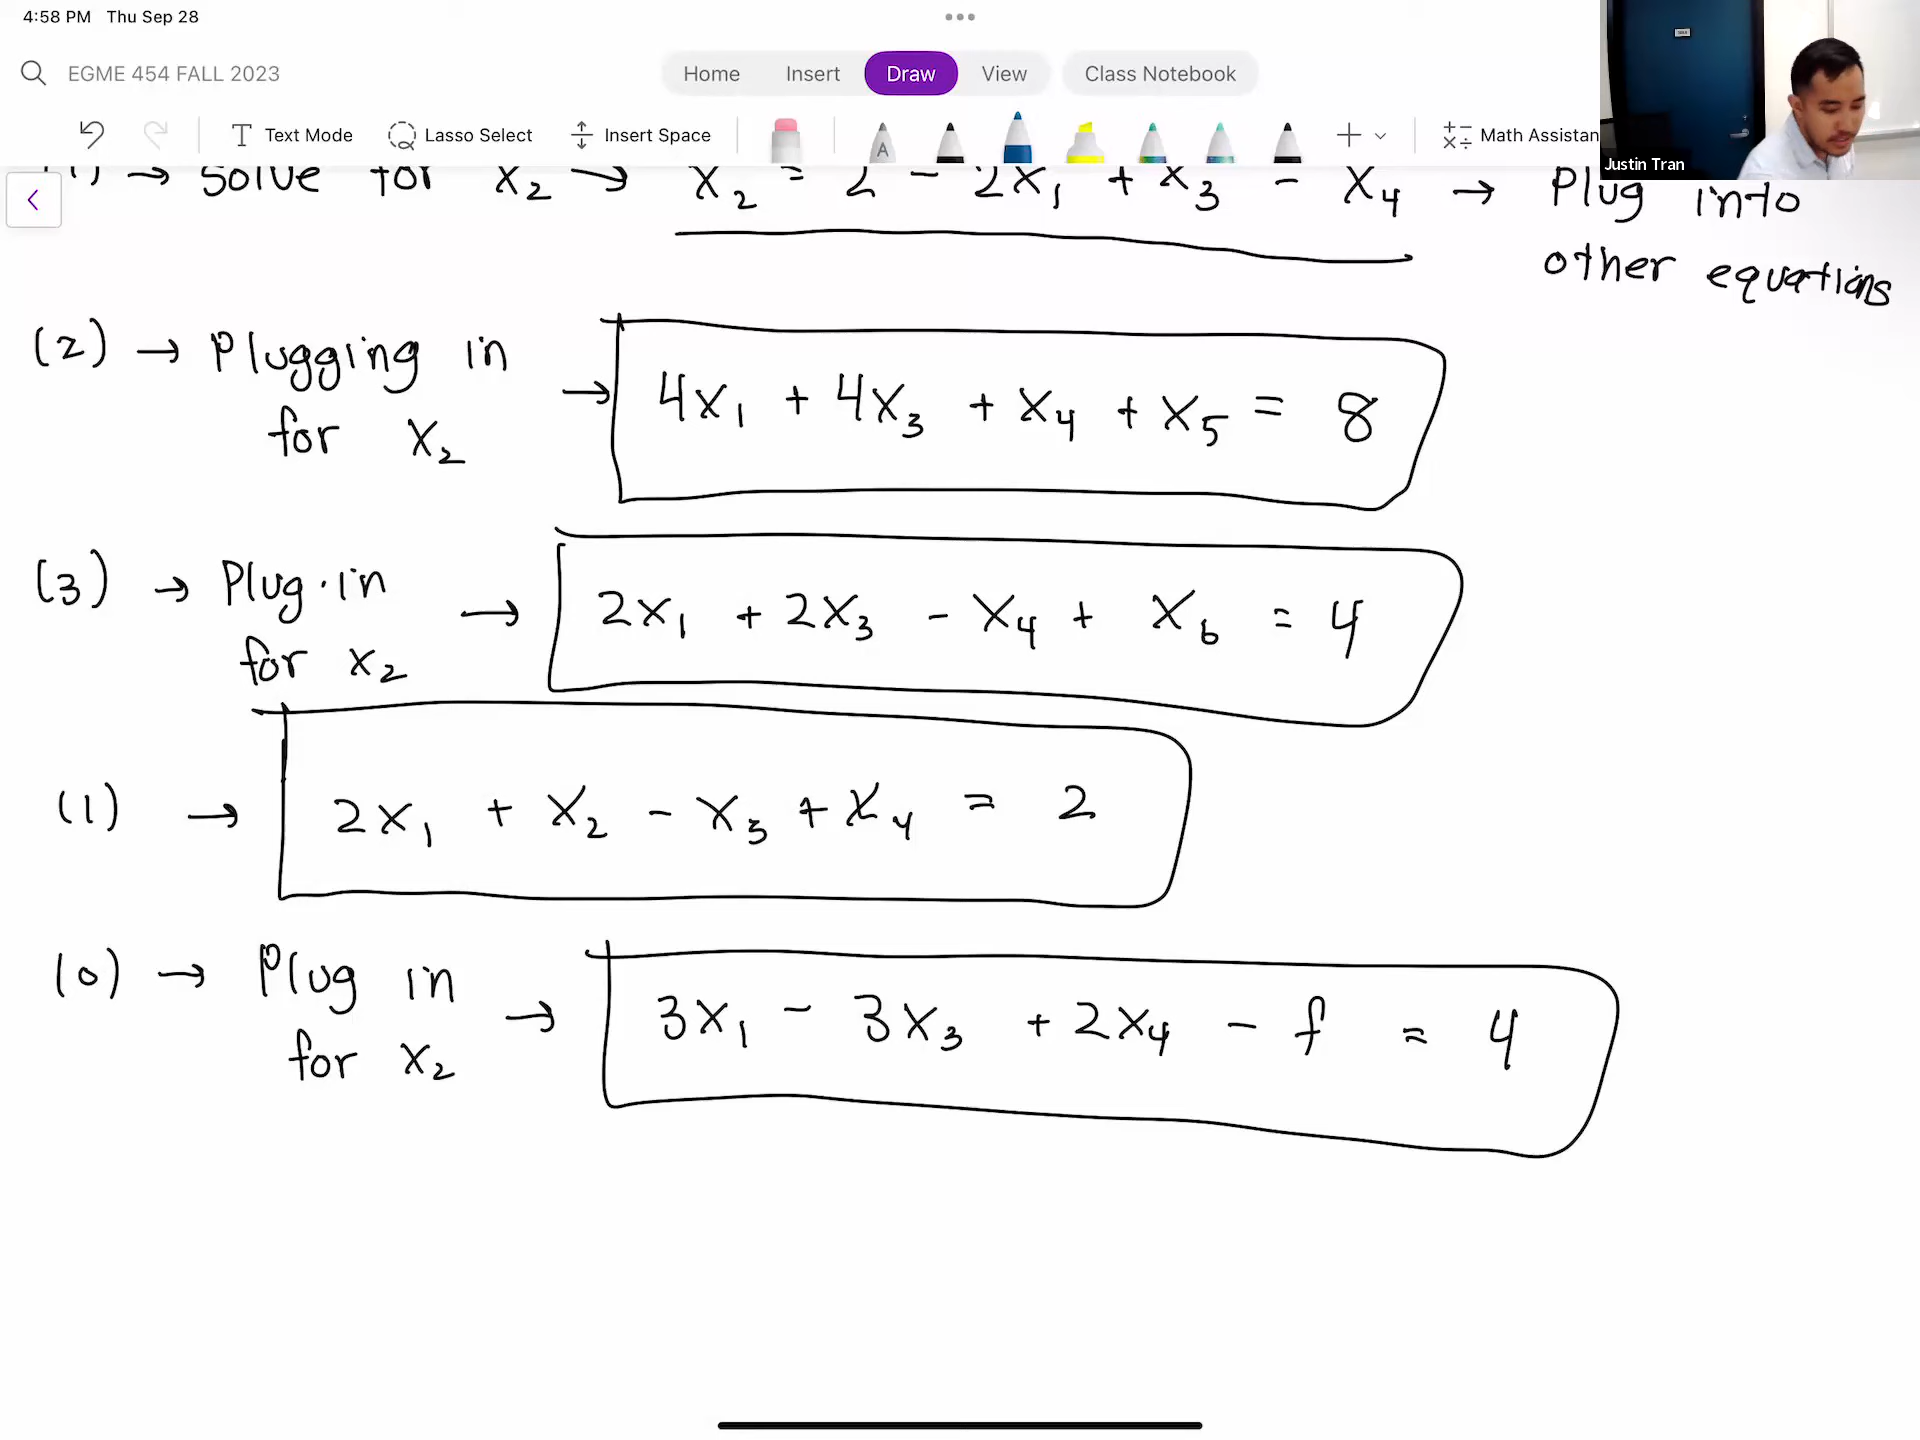 4:58 PM Thu Sep 28
EGME 454 FALL 2023
Home Insert Draw View Class Notebook
Text Mode Lasso Select Insert Space A Math Assistan
Justin Tran
(1) → Solve for x₂ → x₂ = 2 - 2x₁ + x₃ - x₄ → Plug into
other equations
(2) → Plugging in
for x₂
→ 4x₁ + 4x₃ + x₄ + x₅ = 8
(3) → Plug in
for x₂
→ 2x₁ + 2x₃ - x₄ + x₆ = 4
(1) → 2x₁ + x₂ - x₃ + x₄ = 2
(0) → Plug in
for x₂
→ 3x₁ - 3x₃ + 2x₄ - f = 4